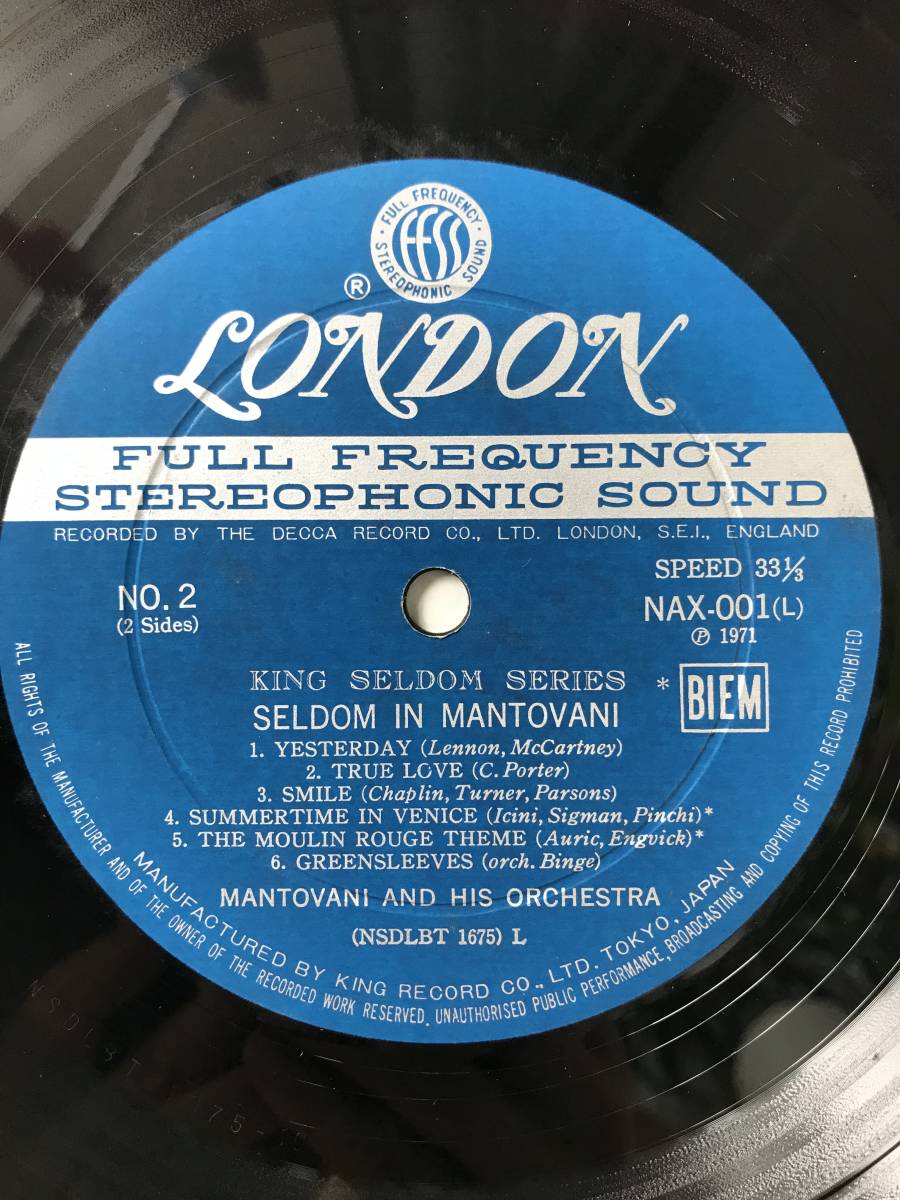 FULL FREQUENCY
FFSS
STEREOPHONIC SOUND
®
LONDON
FULL FREQUENCY
STEREOPHONIC SOUND
RECORDED BY THE DECCA RECORD CO., LTD. LONDON, S.E.I., ENGLAND
SPEED 33⅓
NO. 2
NAX-001(L)
(2 Sides)
℗ 1971
KING SELDOM SERIES
* BIEM
SELDOM IN MANTOVANI
1. YESTERDAY (Lennon, McCartney)
2. TRUE LOVE (C. Porter)
3. SMILE (Chaplin, Turner, Parsons)
4. SUMMERTIME IN VENICE (Icini, Sigman, Pinchi)*
5. THE MOULIN ROUGE THEME (Auric, Engvick)*
6. GREENSLEEVES (orch. Binge)
MANTOVANI AND HIS ORCHESTRA
(NSDLBT 1675) L
MANUFACTURED BY KING RECORD CO., LTD. TOKYO, JAPAN
ALL RIGHTS OF THE MANUFACTURER AND OF THE OWNER OF THE RECORDED WORK RESERVED. UNAUTHORISED PUBLIC PERFORMANCE, BROADCASTING AND COPYING OF THIS RECORD PROHIBITED